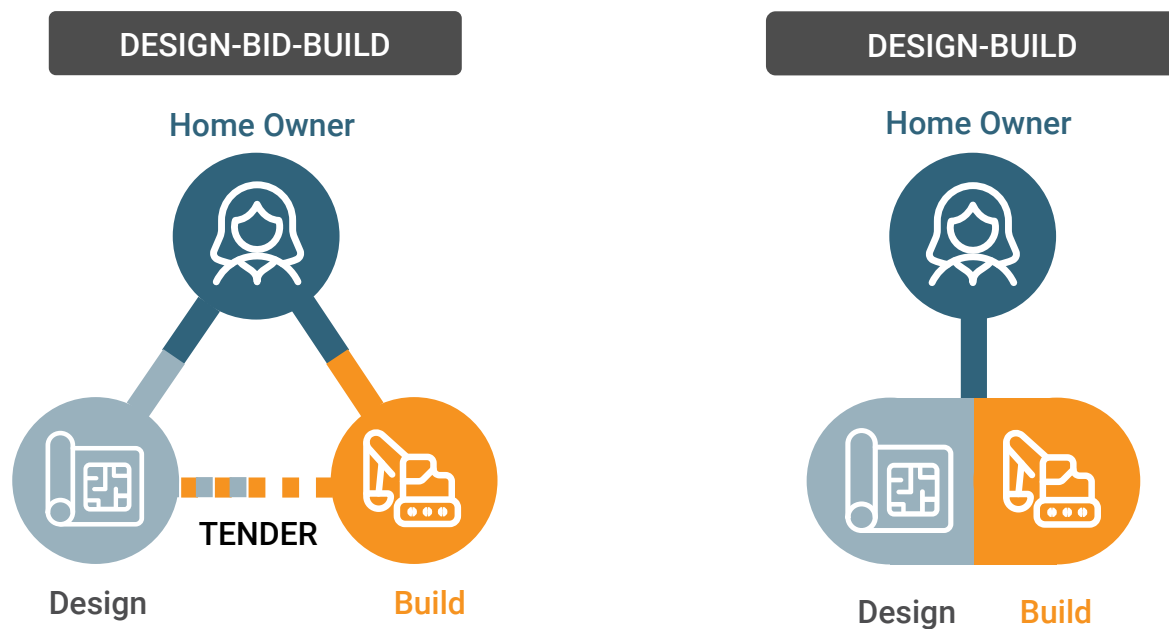 DESIGN-BID-BUILD
Home Owner
TENDER
Design
Build
DESIGN-BUILD
Home Owner
Design
Build